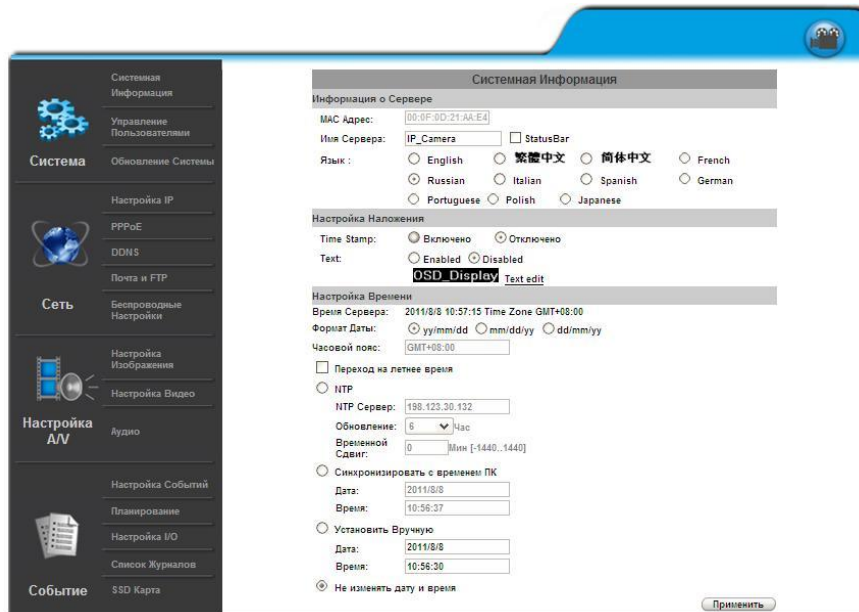 Системная
Информация
Управление
Пользователями
Система
Обновление Системы
Настройка IP
PPPoE
DDNS
Почта и FTP
Сеть
Беспроводные
Настройки
Настройка
Изображения
Настройка Видео
Настройка
A/V
Аудио
Настройка Событий
Планирование
Настройка I/O
Список Журналов
Событие
SSD Карта
Системная Информация
Информация о Сервере
MAC Адрес: 00:0F:0D:21:AA:E4
Имя Сервера: IP_Camera StatusBar
Язык : English 繁體中文 简体中文 French
Russian Italian Spanish German
Portuguese Polish Japanese
Настройка Наложения
Time Stamp: Включено Отключено
Text: Enabled Disabled
OSD_Display Text edit
Настройка Времени
Время Сервера: 2011/8/8 10:57:15 Time Zone GMT+08:00
Формат Даты: yy/mm/dd mm/dd/yy dd/mm/yy
Часовой пояс: GMT+08:00
Переход на летнее время
NTP
NTP Сервер: 198.123.30.132
Обновление: 6 Час
Временной
Сдвиг: 0 Мин [-1440..1440]
Синхронизировать с временем ПК
Дата: 2011/8/8
Время: 10:56:37
Установить Вручную
Дата: 2011/8/8
Время: 10:56:30
Не изменять дату и время
Применить